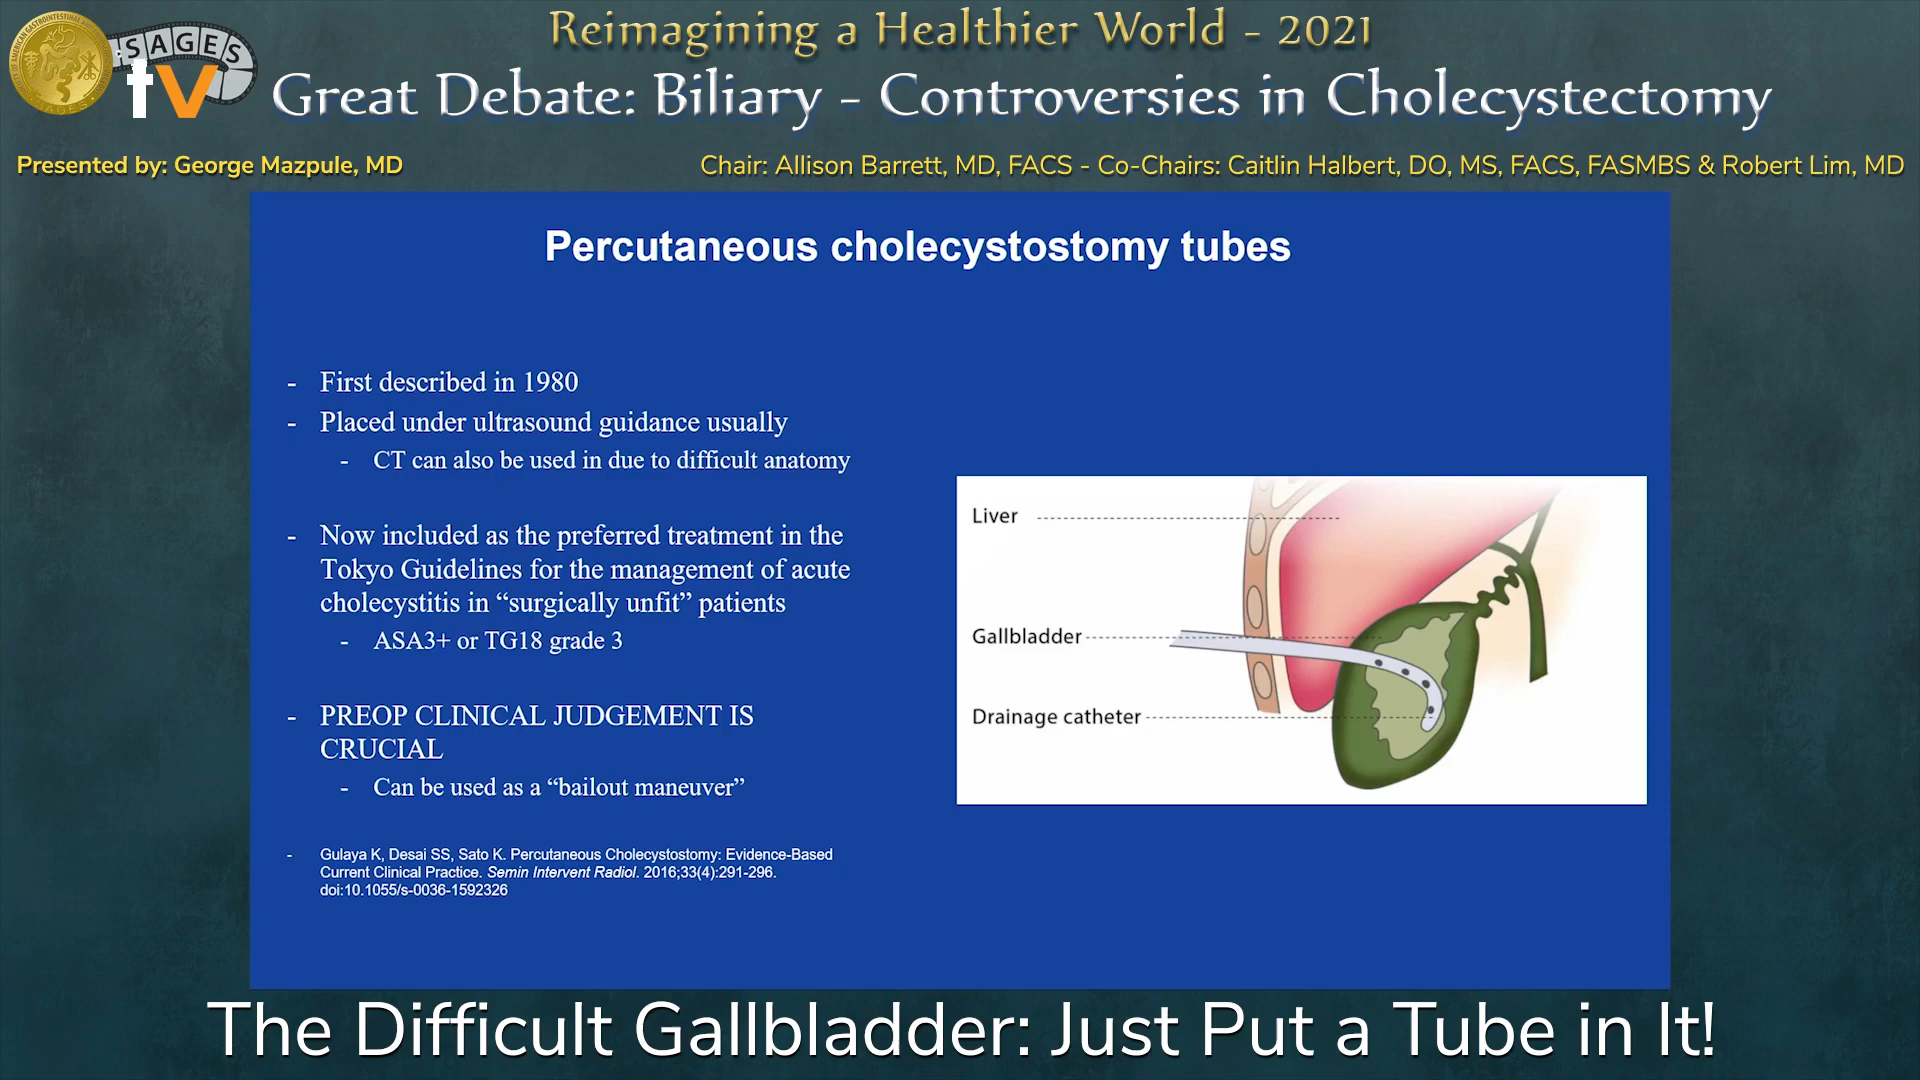 Reimagining a Healthier World - 2021
SAGES
tv
Great Debate: Biliary - Controversies in Cholecystectomy
Presented by: George Mazpule, MD
Chair: Allison Barrett, MD, FACS - Co-Chairs: Caitlin Halbert, DO, MS, FACS, FASMBS & Robert Lim, MD
Percutaneous cholecystostomy tubes
- First described in 1980
- Placed under ultrasound guidance usually
- CT can also be used in due to difficult anatomy
- Now included as the preferred treatment in the
Tokyo Guidelines for the management of acute
cholecystitis in “surgically unfit” patients
- ASA3+ or TG18 grade 3
- PREOP CLINICAL JUDGEMENT IS
CRUCIAL
- Can be used as a “bailout maneuver”
- Gulaya K, Desai SS, Sato K. Percutaneous Cholecystostomy: Evidence-Based
Current Clinical Practice. Semin Intervent Radiol. 2016;33(4):291-296.
doi:10.1055/s-0036-1592326
Liver
Gallbladder
Drainage catheter
The Difficult Gallbladder: Just Put a Tube in It!